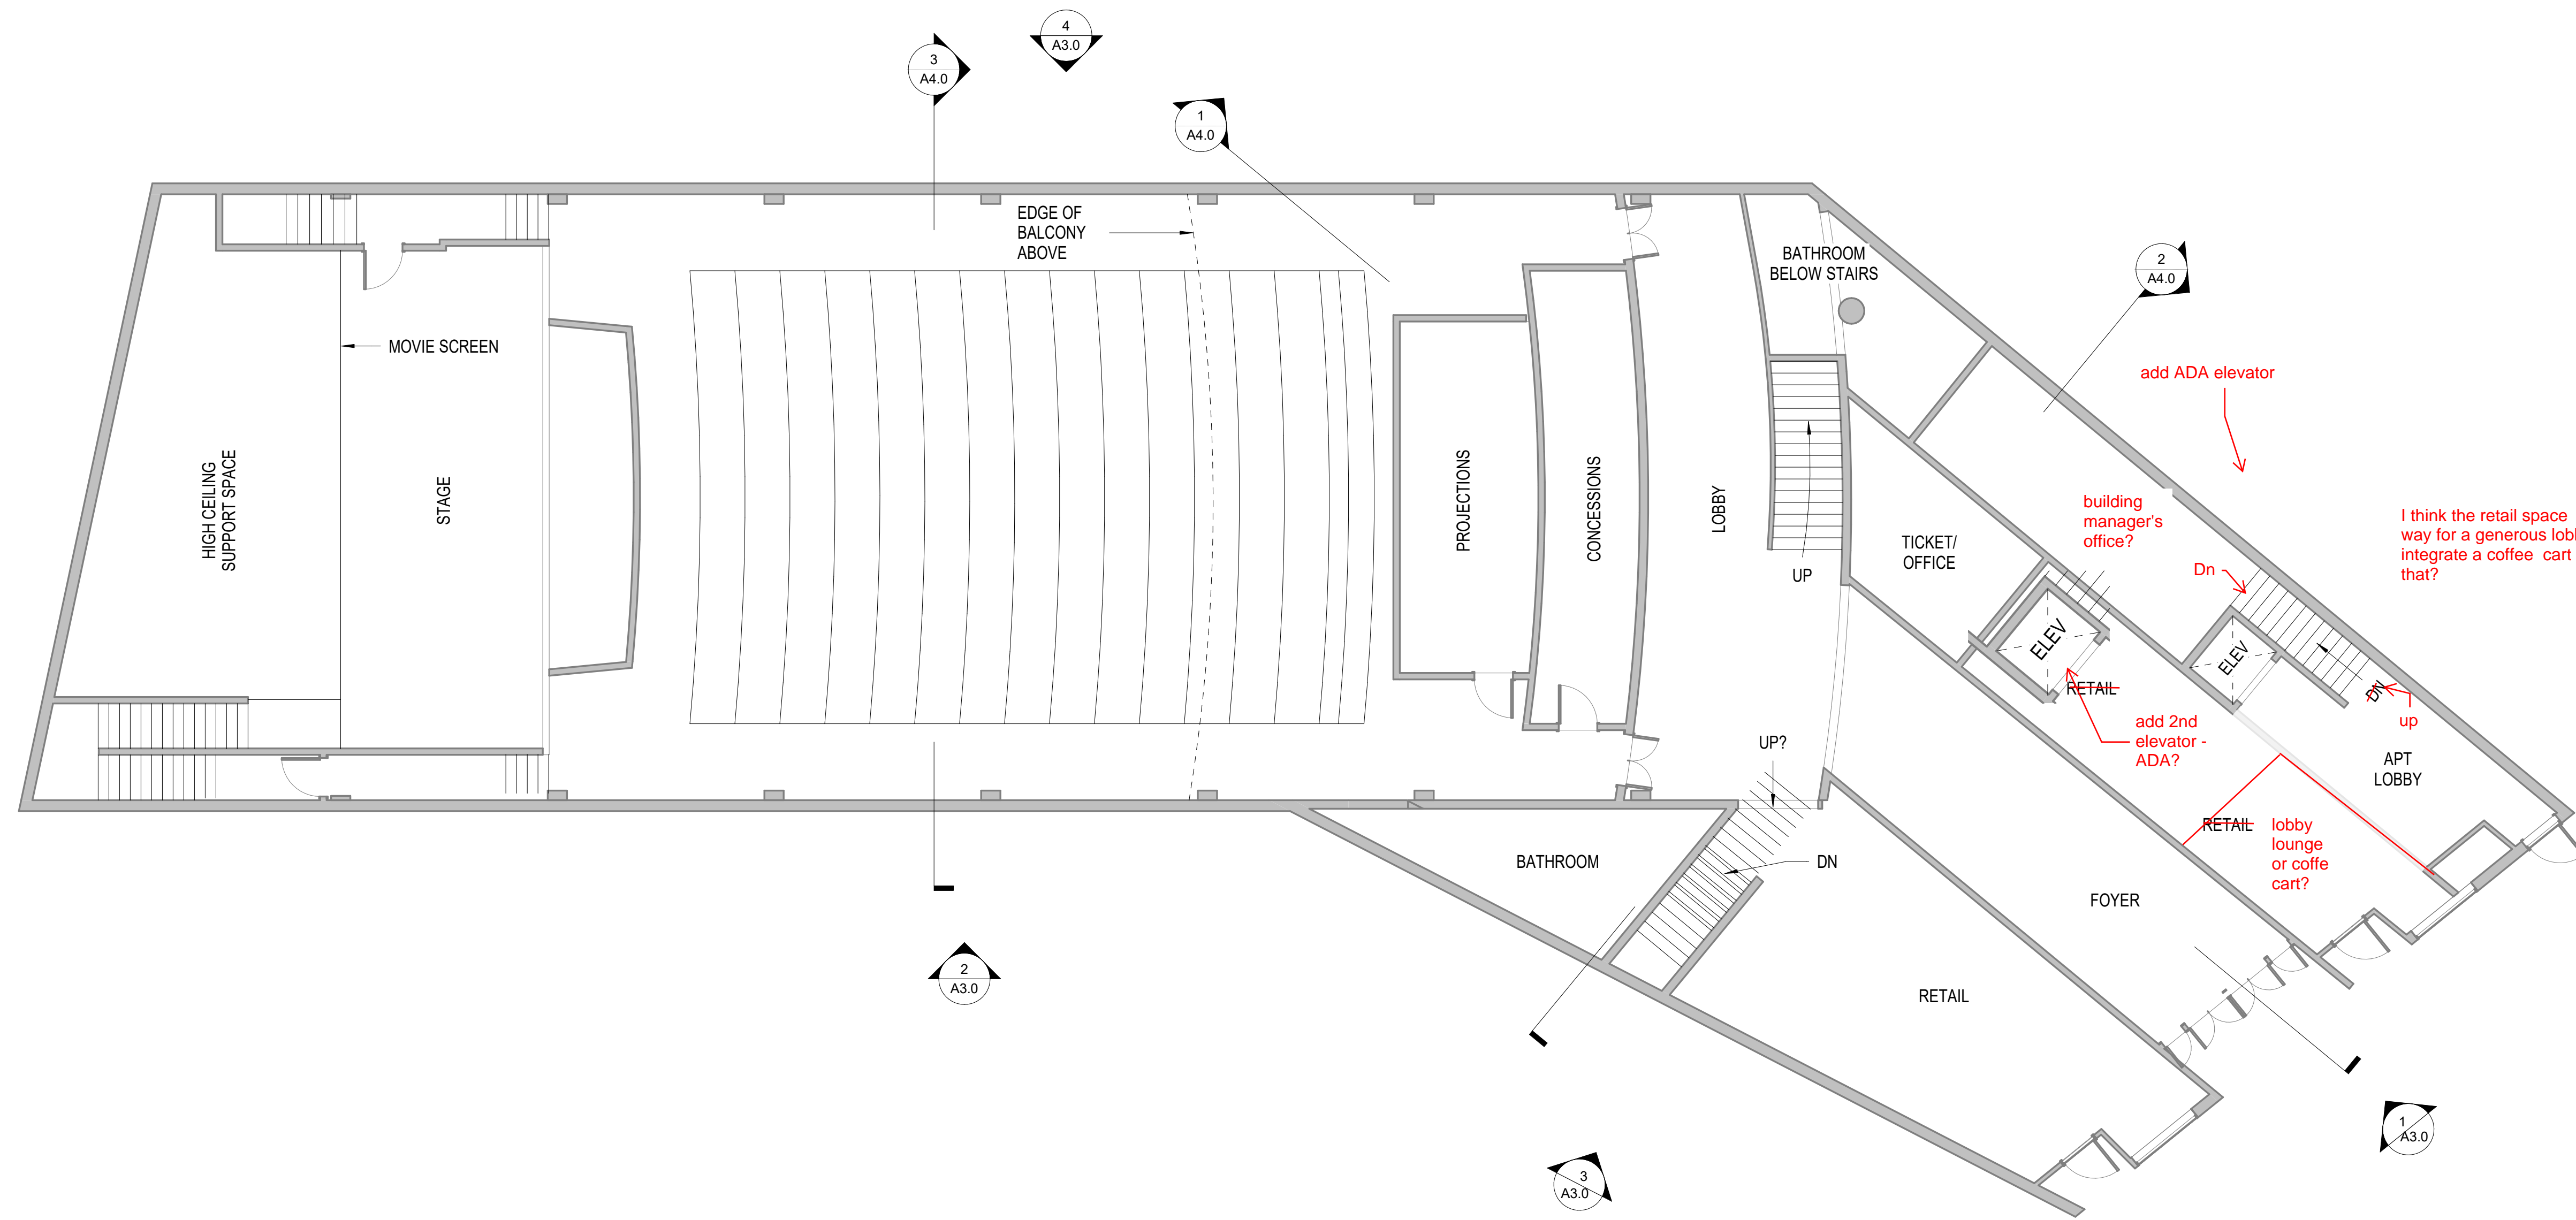 4
A3.0
3
A4.0
1
A4.0
EDGE OF
BALCONY
ABOVE
BATHROOM
BELOW STAIRS
2
A4.0
MOVIE SCREEN
add ADA elevator
HIGH CEILING
SUPPORT SPACE
STAGE
PROJECTIONS
CONCESSIONS
LOBBY
UP
TICKET/
OFFICE
building
manager's
office?
I think the retail space
way for a generous lobb
integrate a coffee cart
that?
Dn
ELEV
ELEV
RETAIL
DN
up
add 2nd
elevator -
ADA?
APT
LOBBY
UP?
RETAIL
lobby
lounge
or coffe
cart?
BATHROOM
DN
FOYER
RETAIL
2
A3.0
1
A3.0
3
A3.0